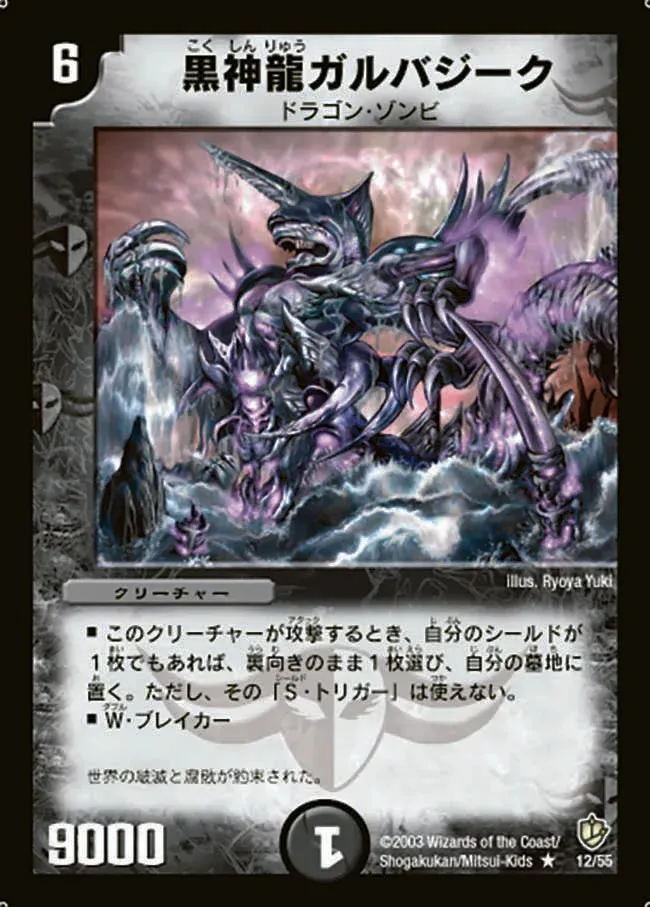 6
こく しん りゅう
黒神龍ガルバジーク
ドラゴン・ゾンビ
illus. Ryoya Yuki
クリーチャー
■ このクリーチャーが攻撃するとき、自分のシールドが
1枚でもあれば、裏向きのまま1枚選び、自分の墓地に
置く。ただし、その「S・トリガー」は使えない。
■ W・ブレイカー
世界の破滅と腐敗が約束された。
9000
1
©2003 Wizards of the Coast/
Shogakukan/Mitsui-Kids ★ 12/55